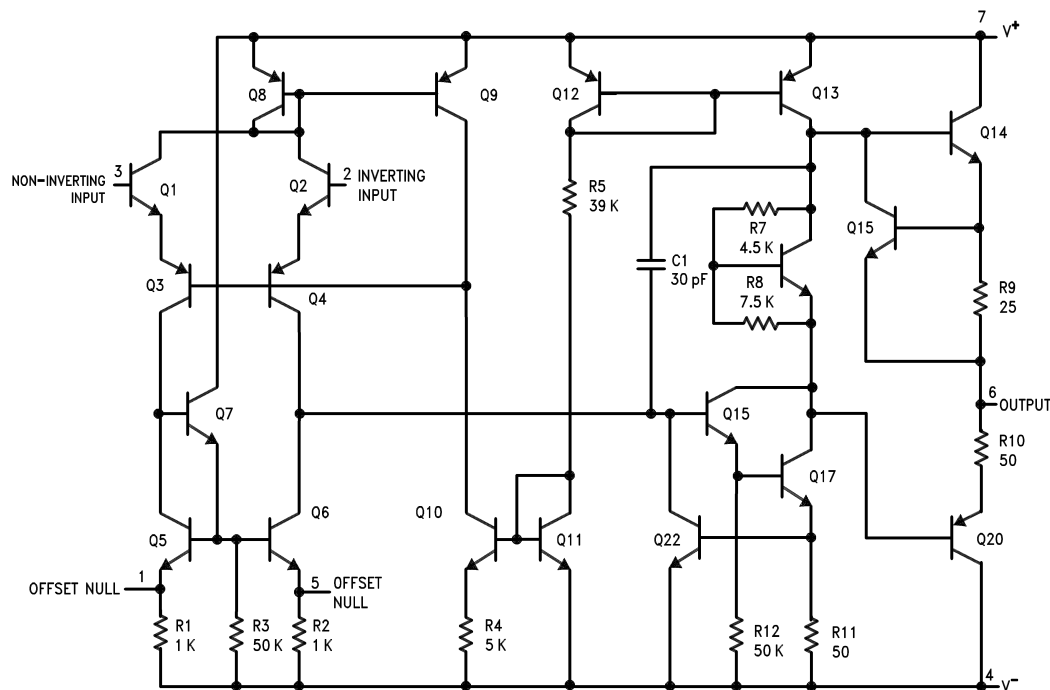 7
V+
Q8
Q9
Q12
Q13
Q14
3
NON-INVERTING
INPUT
Q1
Q2
2 INVERTING
INPUT
R5
39 K
R7
4.5 K
Q15
Q3
Q4
C1
30 pF
R8
7.5 K
R9
25
Q7
Q15
6
OUTPUT
R10
50
Q17
Q5
Q6
Q10
Q11
Q22
Q20
1
OFFSET NULL
5 OFFSET
NULL
R1
1 K
R3
50 K
R2
1 K
R4
5 K
R12
50 K
R11
50
4
V-